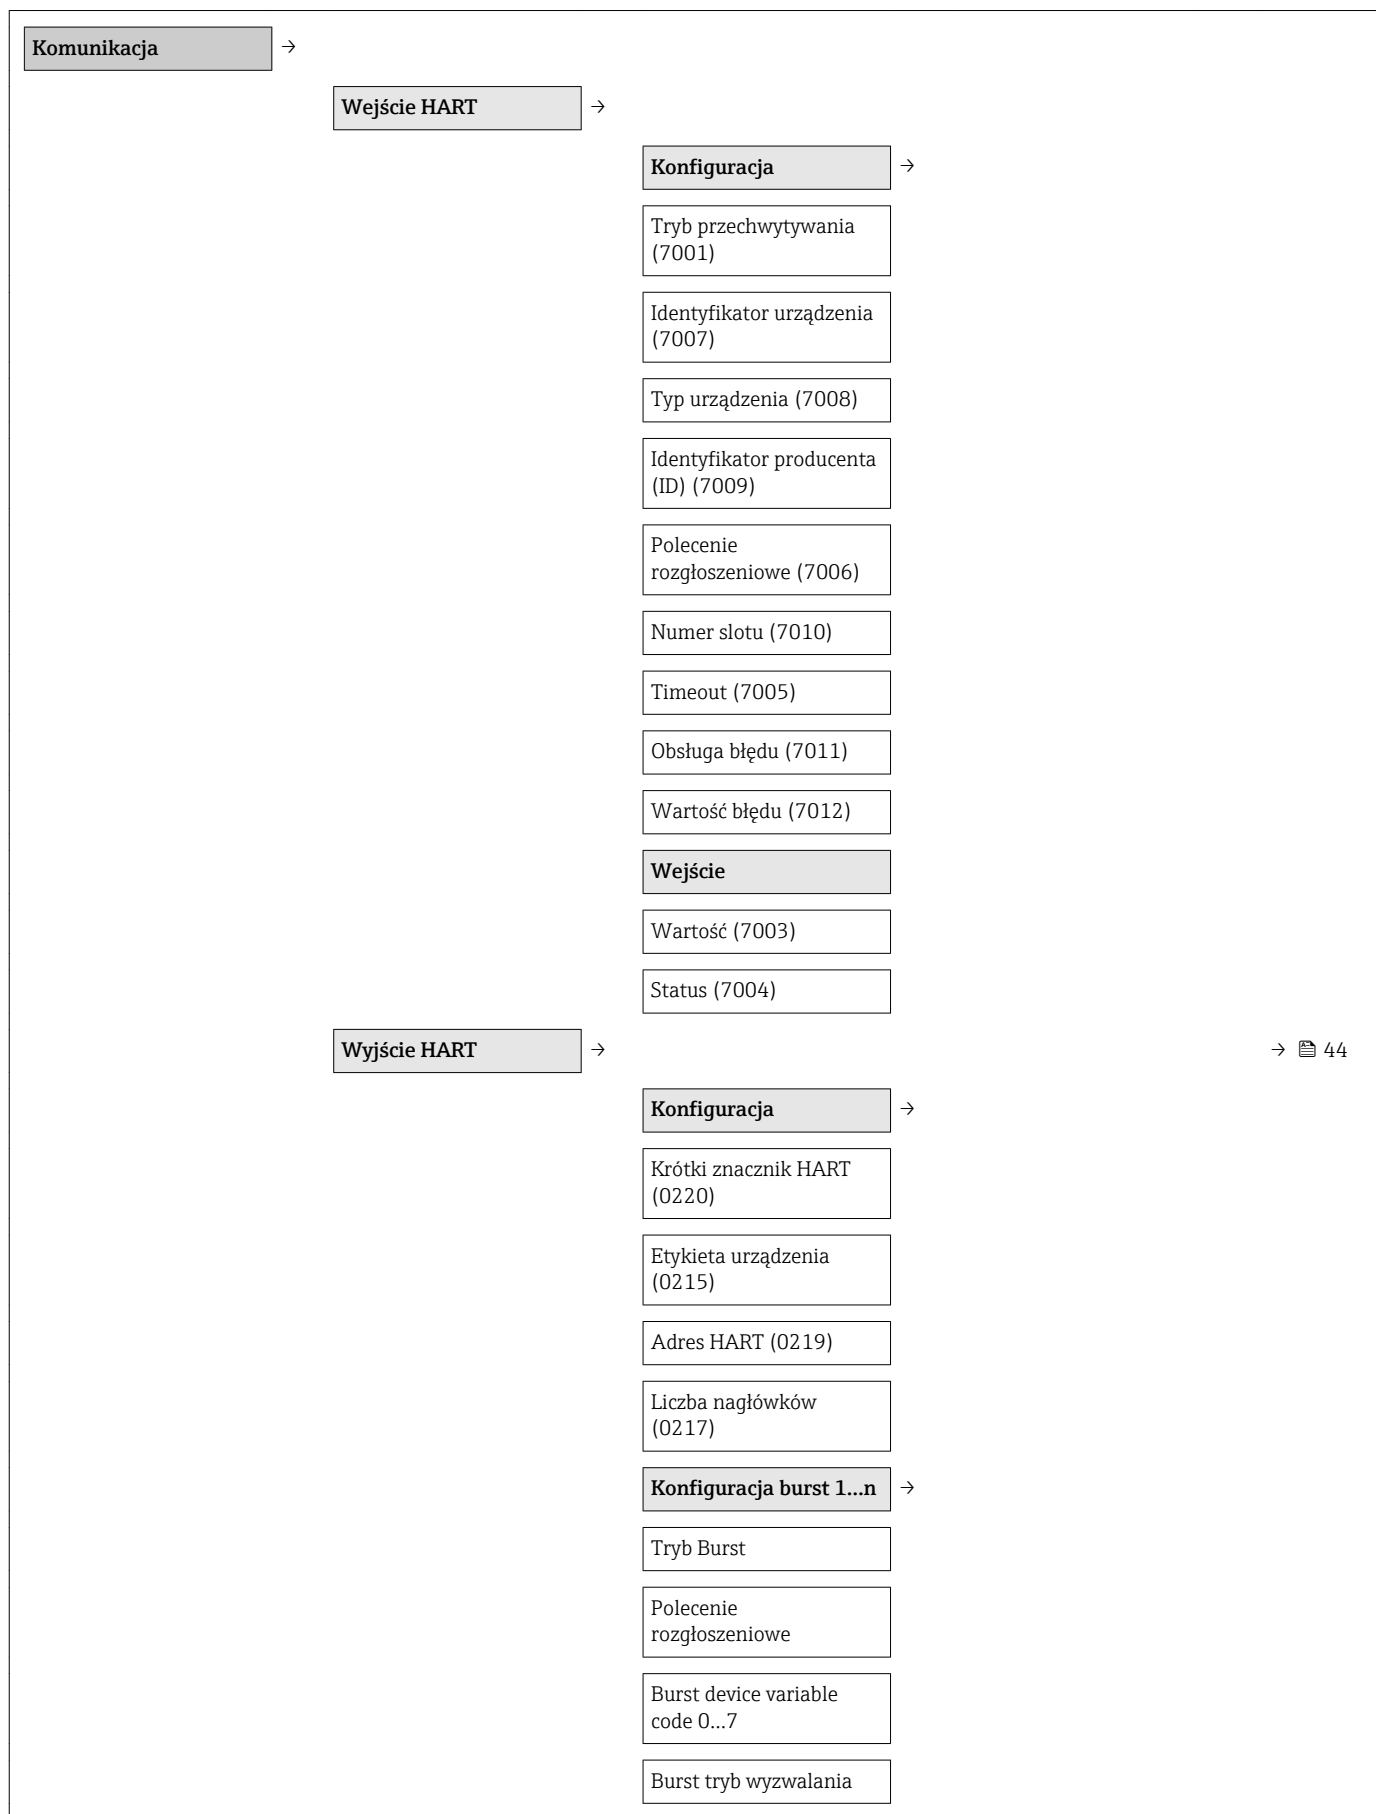 Komunikacja →
Wejście HART →
Konfiguracja →
Tryb przechwytywania
(7001)
Identyfikator urządzenia
(7007)
Typ urządzenia (7008)
Identyfikator producenta
(ID) (7009)
Polecenie
rozgłoszeniowe (7006)
Numer slotu (7010)
Timeout (7005)
Obsługa błędu (7011)
Wartość błędu (7012)
Wejście
Wartość (7003)
Status (7004)
Wyjście HART → → 44
Konfiguracja →
Krótki znacznik HART
(0220)
Etykieta urządzenia
(0215)
Adres HART (0219)
Liczba nagłówków
(0217)
Konfiguracja burst 1...n →
Tryb Burst
Polecenie
rozgłoszeniowe
Burst device variable
code 0...7
Burst tryb wyzwalania